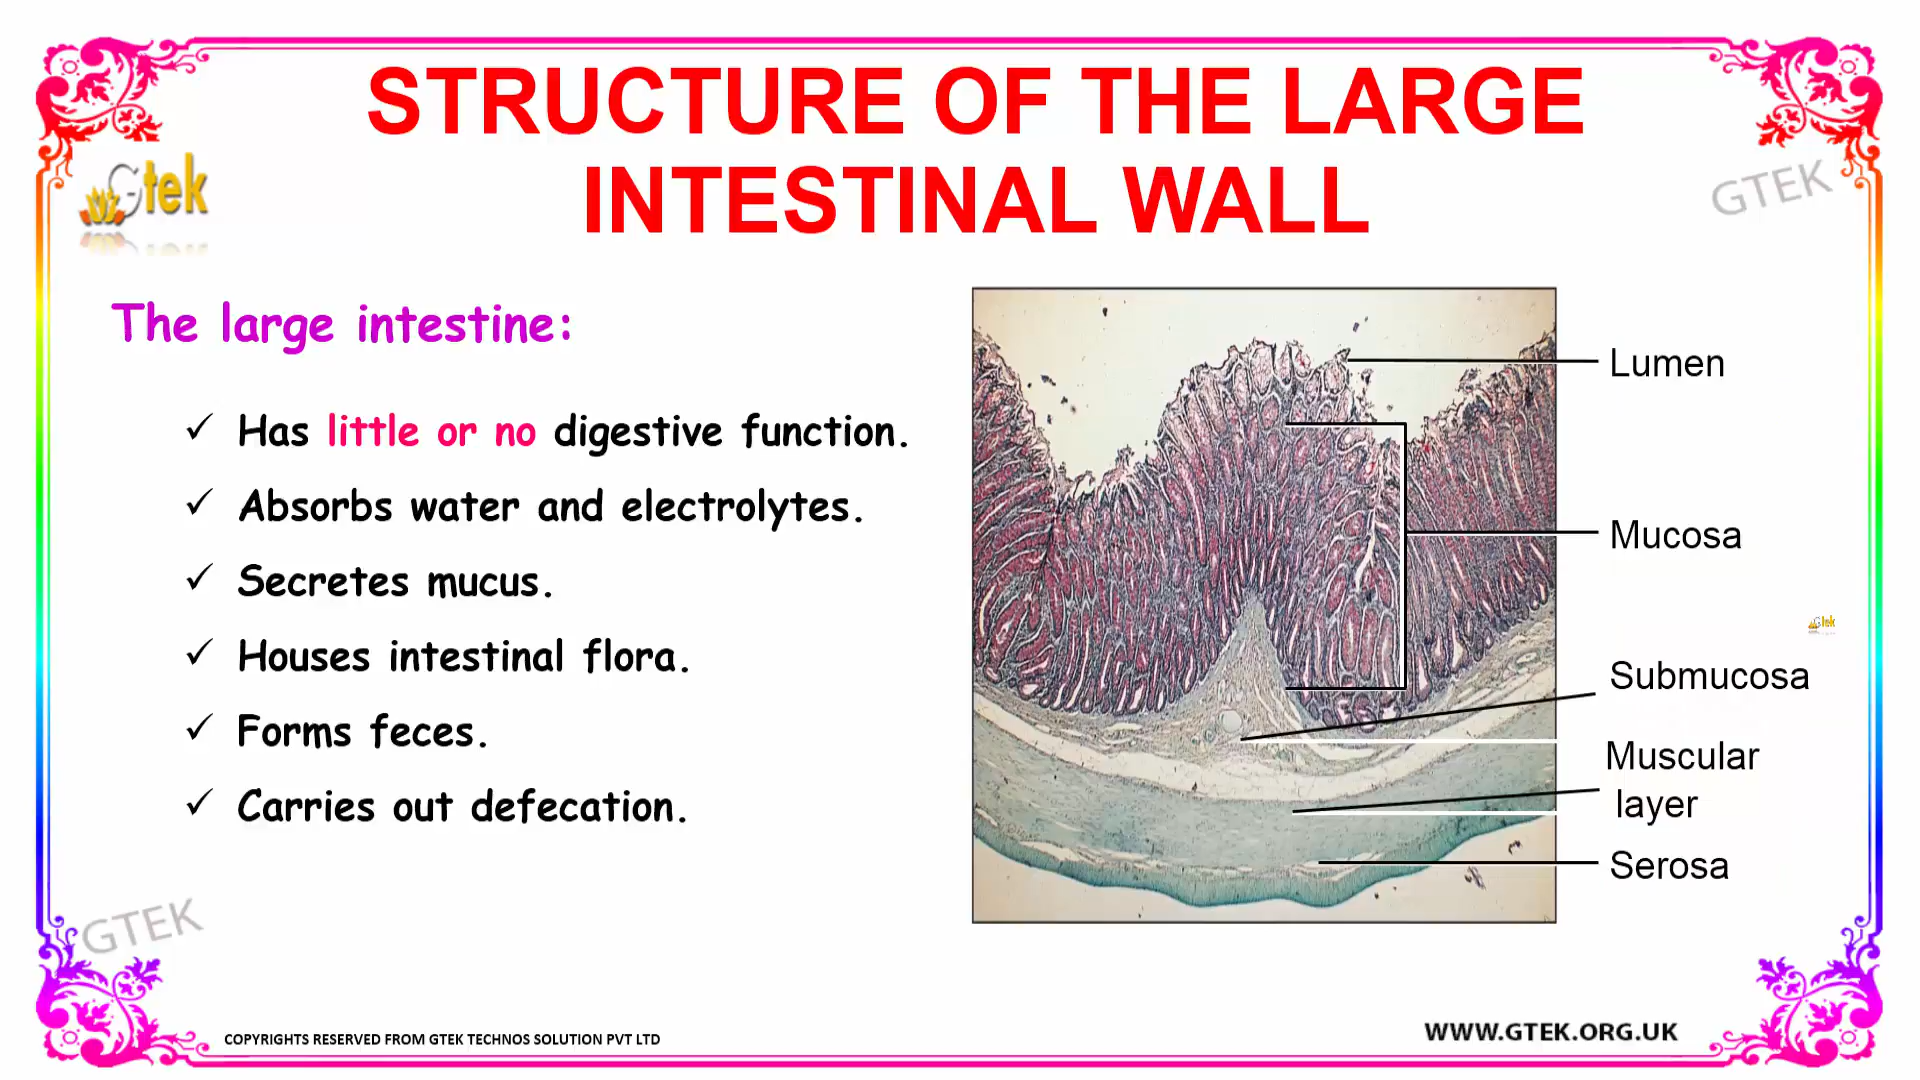 STRUCTURE OF THE LARGE
INTESTINAL WALL
Gtek
GTEK
The large intestine:
✓ Has little or no digestive function.
✓ Absorbs water and electrolytes.
✓ Secretes mucus.
✓ Houses intestinal flora.
✓ Forms feces.
✓ Carries out defecation.
Lumen
Mucosa
Gtek
Submucosa
Muscular
layer
Serosa
GTEK
COPYRIGHTS RESERVED FROM GTEK TECHNOS SOLUTION PVT LTD
WWW.GTEK.ORG.UK